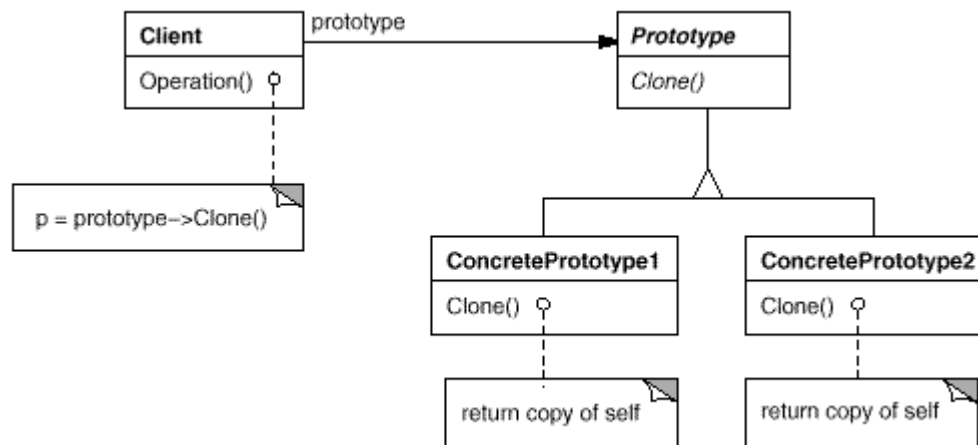 Client
prototype
Prototype
Operation()
Clone()
p = prototype–>Clone()
ConcretePrototype1
ConcretePrototype2
Clone()
Clone()
return copy of self
return copy of self